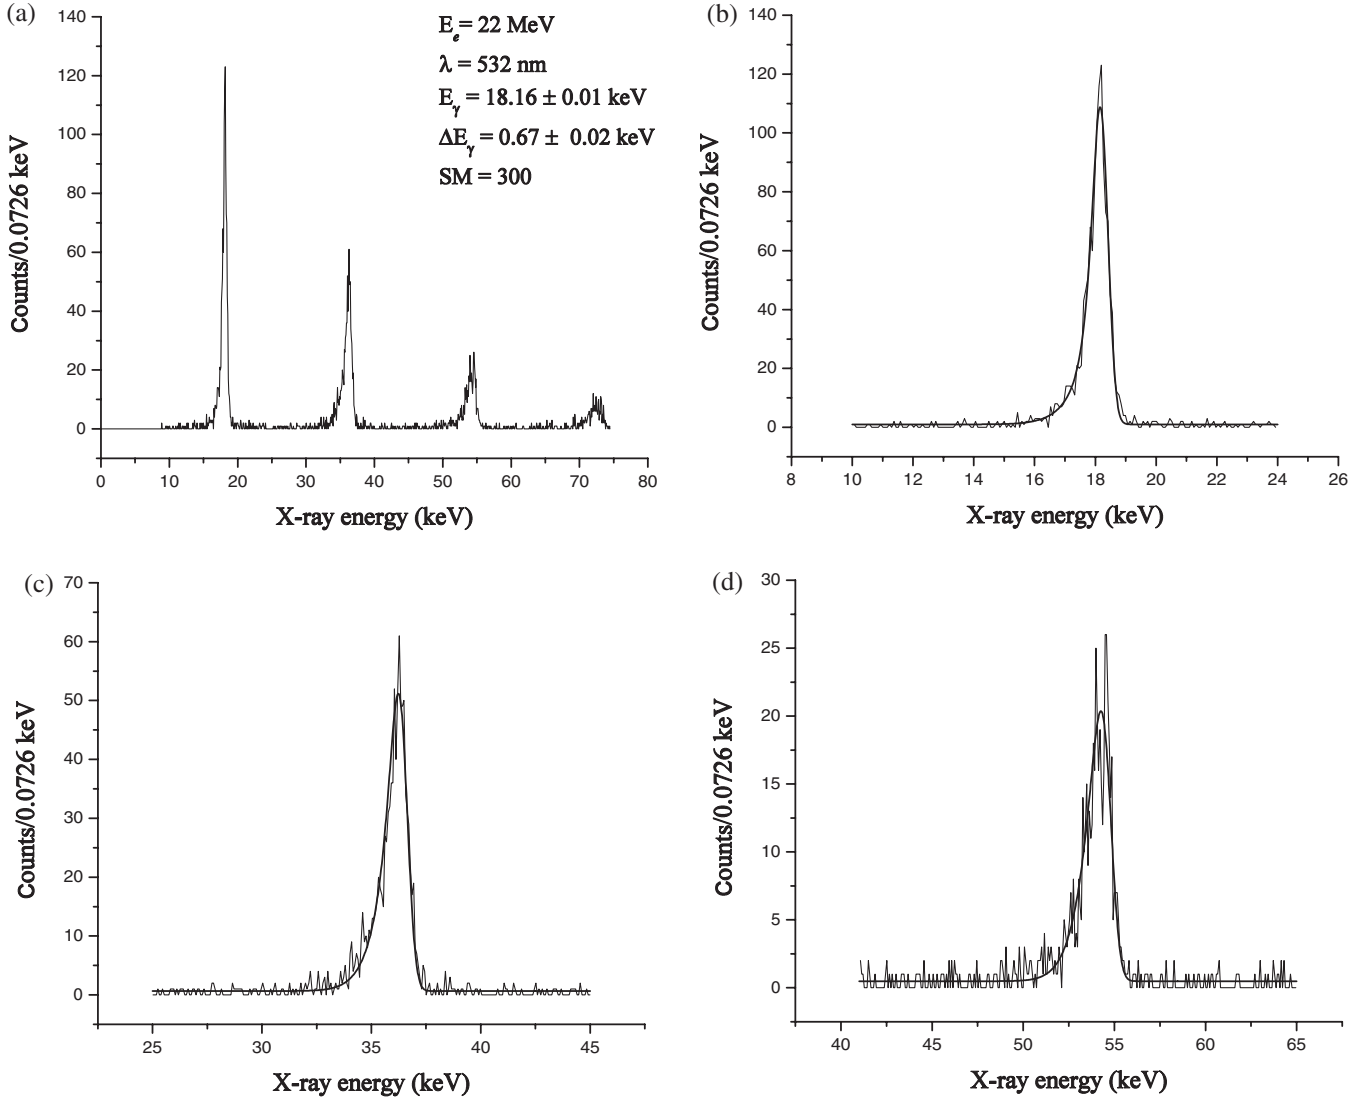 (a)
140
120
100
80
60
40
20
0
Counts/0.0726 keV
0 10 20 30 40 50 60 70 80
X-ray energy (keV)
Eₑ = 22 MeV
λ = 532 nm
Eᵧ = 18.16 ± 0.01 keV
ΔEᵧ = 0.67 ± 0.02 keV
SM = 300
(b)
140
120
100
80
60
40
20
0
Counts/0.0726 keV
8 10 12 14 16 18 20 22 24 26
X-ray energy (keV)
(c)
70
60
50
40
30
20
10
0
Counts/0.0726 keV
25 30 35 40 45
X-ray energy (keV)
(d)
30
25
20
15
10
5
0
Counts/0.0726 keV
40 45 50 55 60 65
X-ray energy (keV)